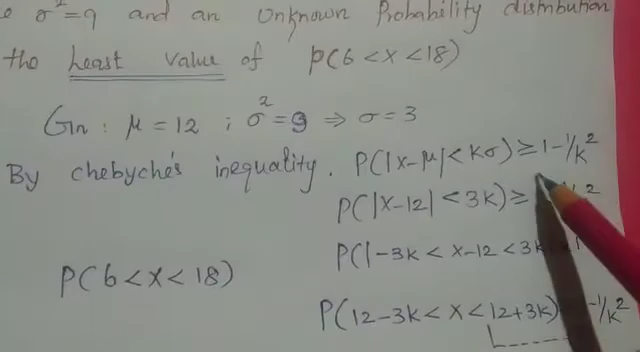 σ²=9 and an unknown Probability distribution
the Least Value of P(6<X<18)
Gn: μ=12 ; σ²=9 ⇒ σ=3
By chebyche's inequality. P(|X-μ|<Kσ) ≥ 1-1/K²
P(|X-12| <3K) ≥
P(|-3K < X-12 <3K
P(6<X<18)
P(12-3K < X < 12+3K) -1/K²